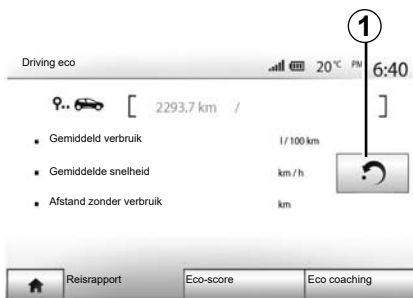 1
Driving eco 20°C PM 6:40
[ 2293.7 km / ]
▪ Gemiddeld verbruik l / 100 km
▪ Gemiddelde snelheid km / h
▪ Afstand zonder verbruik km
Reisrapport Eco-score Eco coaching